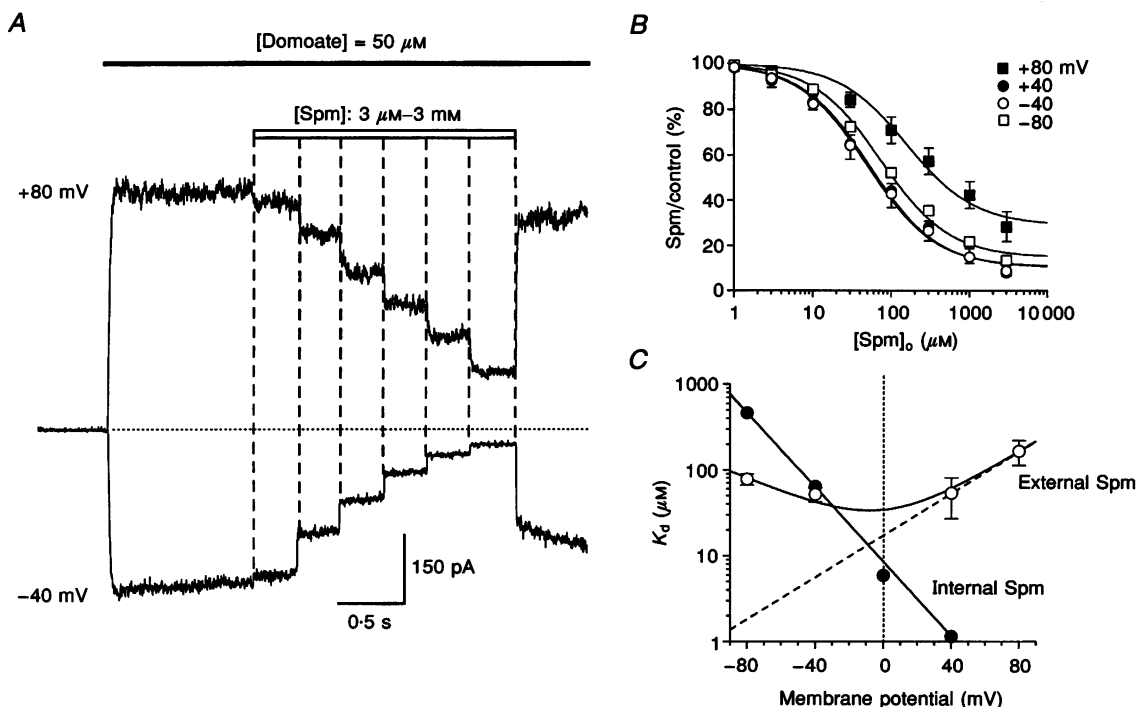 A
[Domoate] = 50 μM
[Spm]: 3 μM–3 mM
+80 mV
−40 mV
150 pA
0·5 s
B
Spm/control (%)
100
80
60
40
20
0
1
10
100
1000
10 000
[Spm]o (μM)
+80 mV
+40
−40
−80
C
Kd (μM)
1000
100
10
1
−80
−40
0
40
80
Membrane potential (mV)
External Spm
Internal Spm